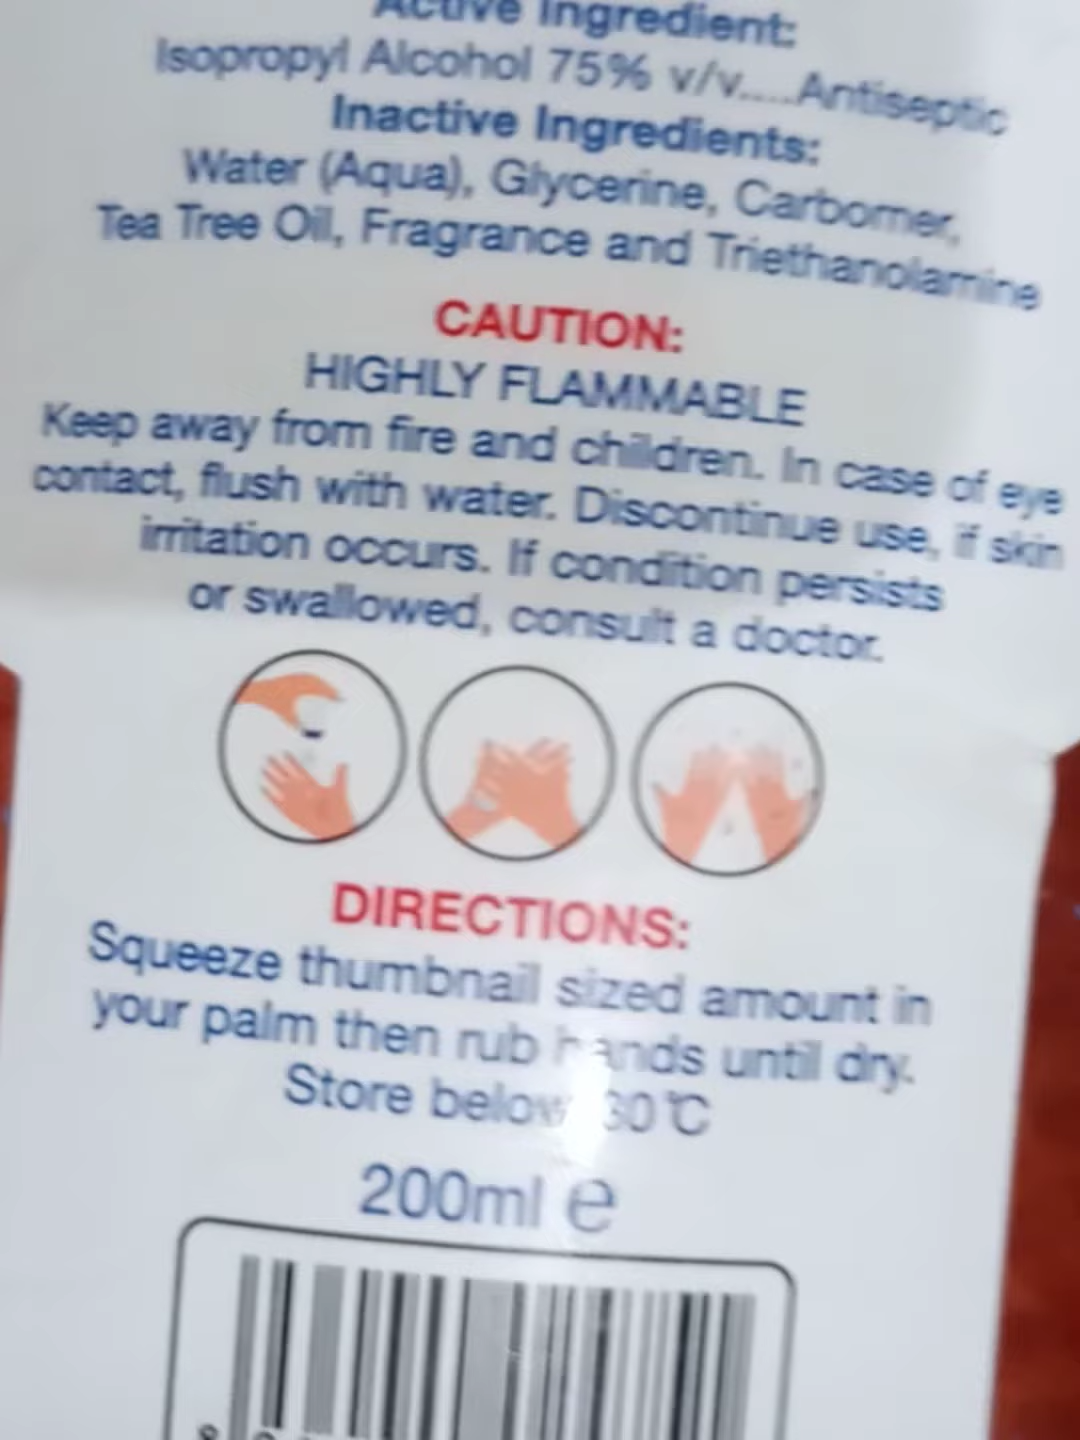 Active Ingredient:
Isopropyl Alcohol 75% v/v.....Antiseptic
Inactive Ingredients:
Water (Aqua), Glycerine, Carbomer,
Tea Tree Oil, Fragrance and Triethanolamine
CAUTION:
HIGHLY FLAMMABLE
Keep away from fire and children. In case of eye
contact, flush with water. Discontinue use, if skin
irritation occurs. If condition persists
or swallowed, consult a doctor.
DIRECTIONS:
Squeeze thumbnail sized amount in
your palm then rub hands until dry.
Store below 30°C
200ml e